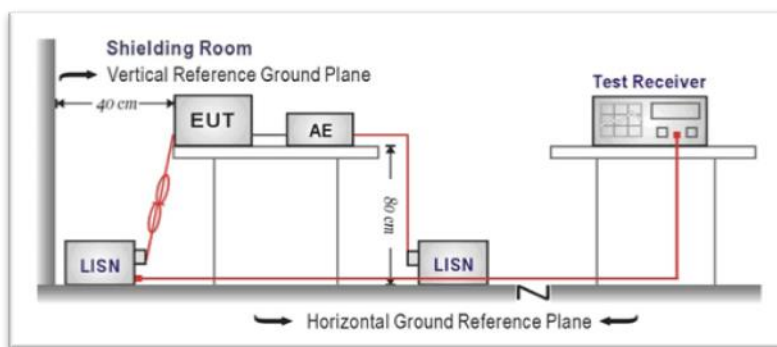 Shielding Room
Vertical Reference Ground Plane
40 cm
Test Receiver
EUT
AE
80 cm
LISN
LISN
Horizontal Ground Reference Plane